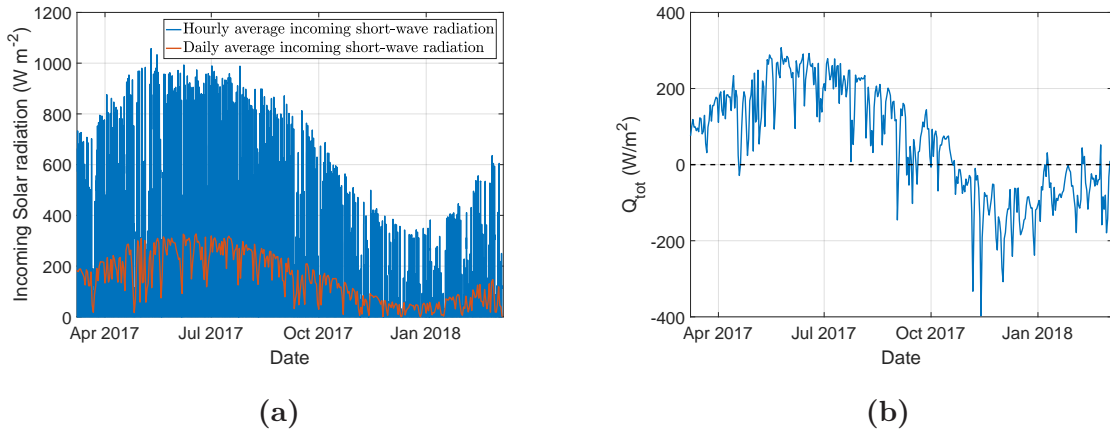 Incoming Solar radiation (W m⁻²)
1200
1000
800
600
400
200
0
Hourly average incoming short-wave radiation
Daily average incoming short-wave radiation
Apr 2017 Jul 2017 Oct 2017 Jan 2018
Date
(a)
Q_tot (W/m²)
400
200
0
-200
-400
Apr 2017 Jul 2017 Oct 2017 Jan 2018
Date
(b)